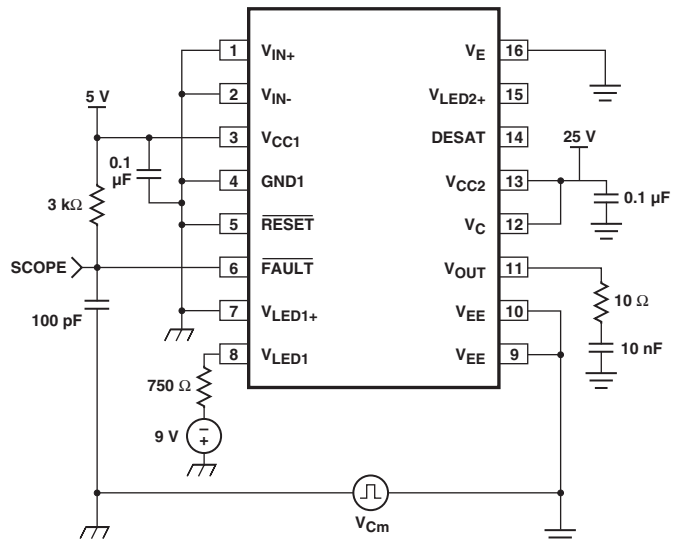 1 V_IN+
2 V_IN-
3 V_CC1
4 GND1
5 RESET
6 FAULT
7 V_LED1+
8 V_LED1
V_E 16
V_LED2+ 15
DESAT 14
V_CC2 13
V_C 12
V_OUT 11
V_EE 10
V_EE 9
5 V
0.1
µF
3 kΩ
SCOPE
100 pF
750 Ω
9 V
−
+
25 V
0.1 µF
10 Ω
10 nF
V_Cm